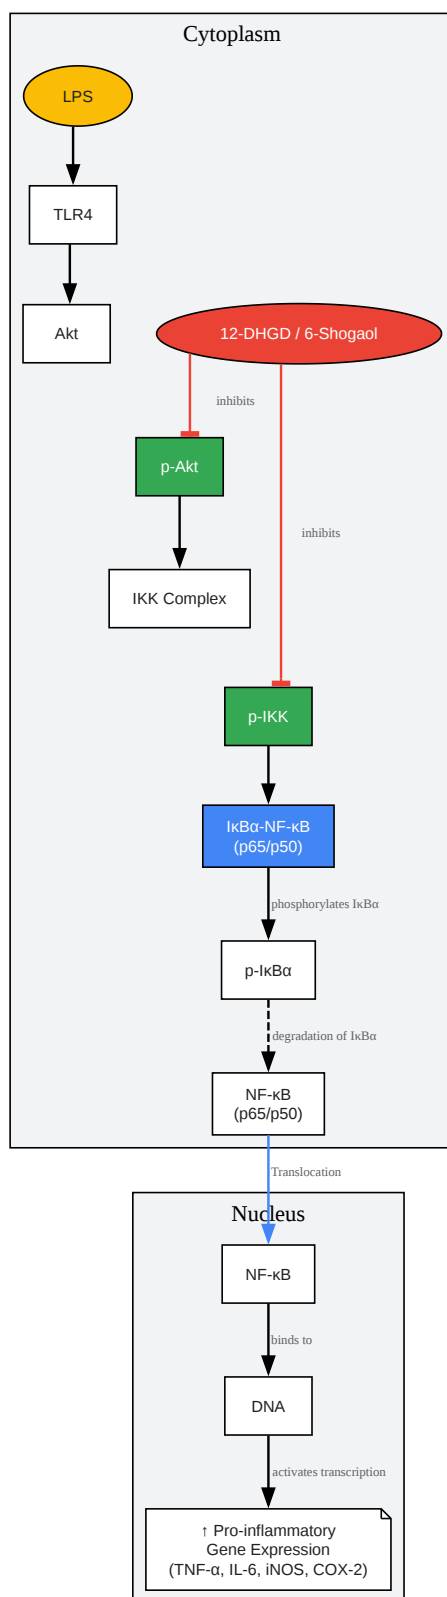 Cytoplasm
LPS
TLR4
Akt
12-DHGD / 6-Shogaol
inhibits
p-Akt
inhibits
IKK Complex
p-IKK
IκBα-NF-κB
(p65/p50)
phosphorylates IκBα
p-IκBα
degradation of IκBα
NF-κB
(p65/p50)
Translocation
Nucleus
NF-κB
binds to
DNA
activates transcription
↑ Pro-inflammatory
Gene Expression
(TNF-α, IL-6, iNOS, COX-2)